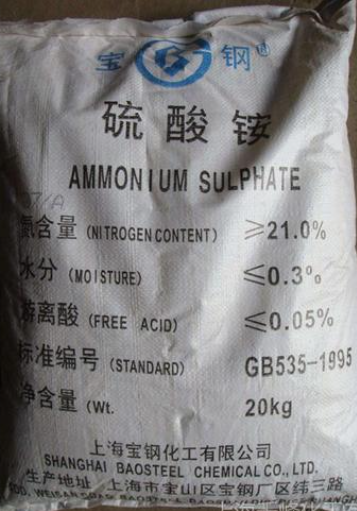 宝 钢®
硫酸铵
AMMONIUM SULPHATE
氮含量 (NITROGEN CONTENT) ≥21.0%
水分 (MOISTURE) ≤0.3%
游离酸 (FREE ACID) ≤0.05%
标准编号 (STANDARD) GB535-1995
净含量 (Wt. 20kg
上海宝钢化工有限公司
SHANGHAI BAOSTEEL CHEMICAL CO., LTD.
生产地址 上海市宝山区宝钢厂区纬三路